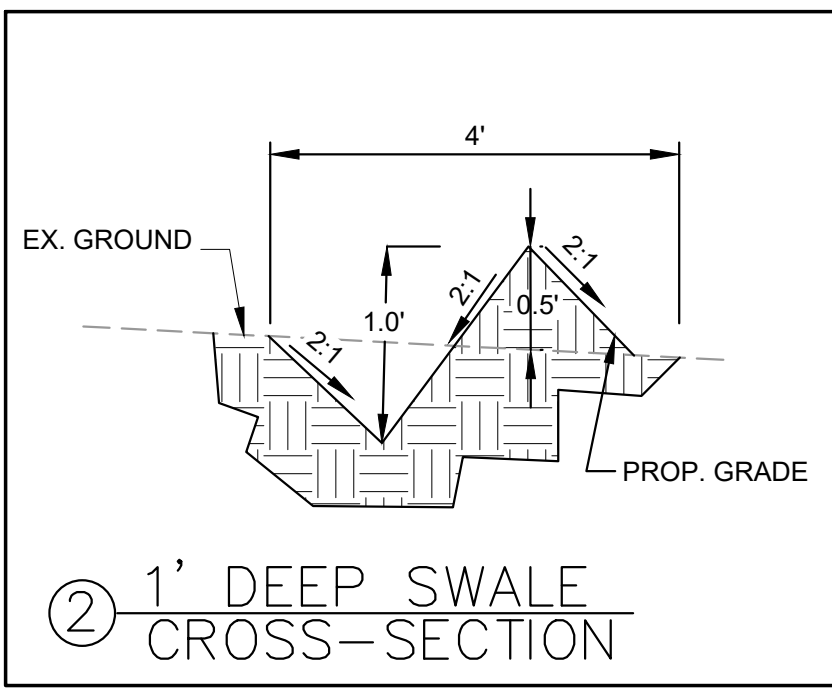 4'
EX. GROUND
2:1
1.0'
2:1
0.5'
2:1
PROP. GRADE
2
1' DEEP SWALE
CROSS-SECTION